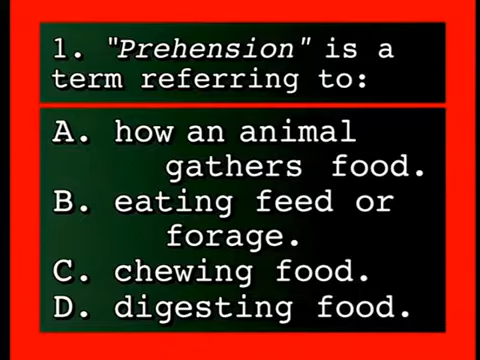 1. "Prehension" is a
term referring to:
A. how an animal
gathers food.
B. eating feed or
forage.
C. chewing food.
D. digesting food.